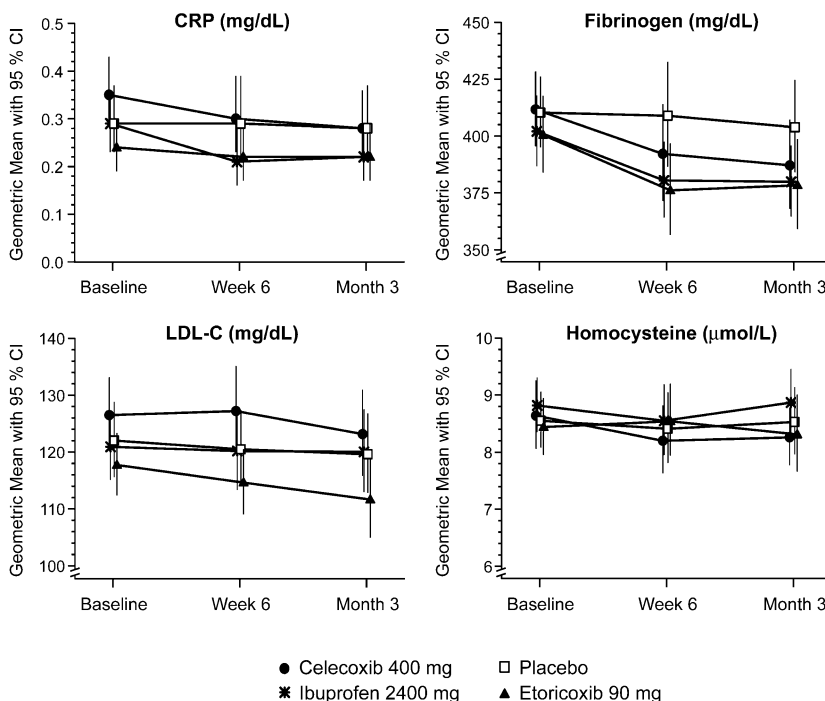 CRP (mg/dL)
Geometric Mean with 95 % CI
0.5
0.4
0.3
0.2
0.1
0.0
Baseline Week 6 Month 3
Fibrinogen (mg/dL)
Geometric Mean with 95 % CI
450
425
400
375
350
Baseline Week 6 Month 3
LDL-C (mg/dL)
Geometric Mean with 95 % CI
140
130
120
110
100
Baseline Week 6 Month 3
Homocysteine (μmol/L)
Geometric Mean with 95 % CI
10
9
8
7
6
Baseline Week 6 Month 3
Celecoxib 400 mg
Placebo
Ibuprofen 2400 mg
Etoricoxib 90 mg